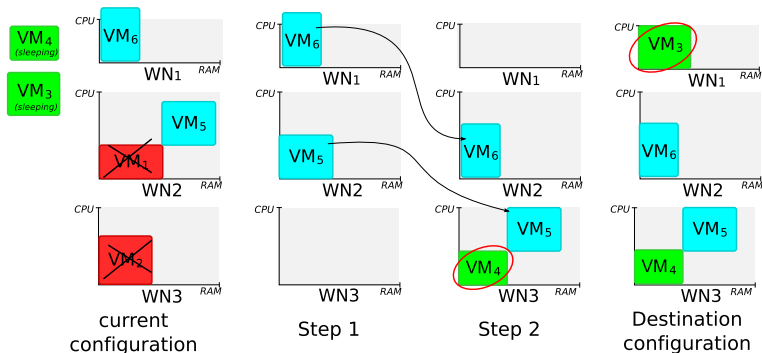 VM4
(sleeping)
VM3
(sleeping)
CPU
VM6
RAM
WN1
CPU
VM5
VM1
RAM
WN2
CPU
VM2
RAM
WN3
current
configuration
CPU
VM6
RAM
WN1
CPU
VM5
RAM
WN2
CPU
RAM
WN3
Step 1
CPU
RAM
WN1
CPU
VM6
RAM
WN2
CPU
VM5
VM4
RAM
WN3
Step 2
CPU
VM3
RAM
WN1
CPU
VM6
RAM
WN2
CPU
VM5
VM4
RAM
WN3
Destination
configuration